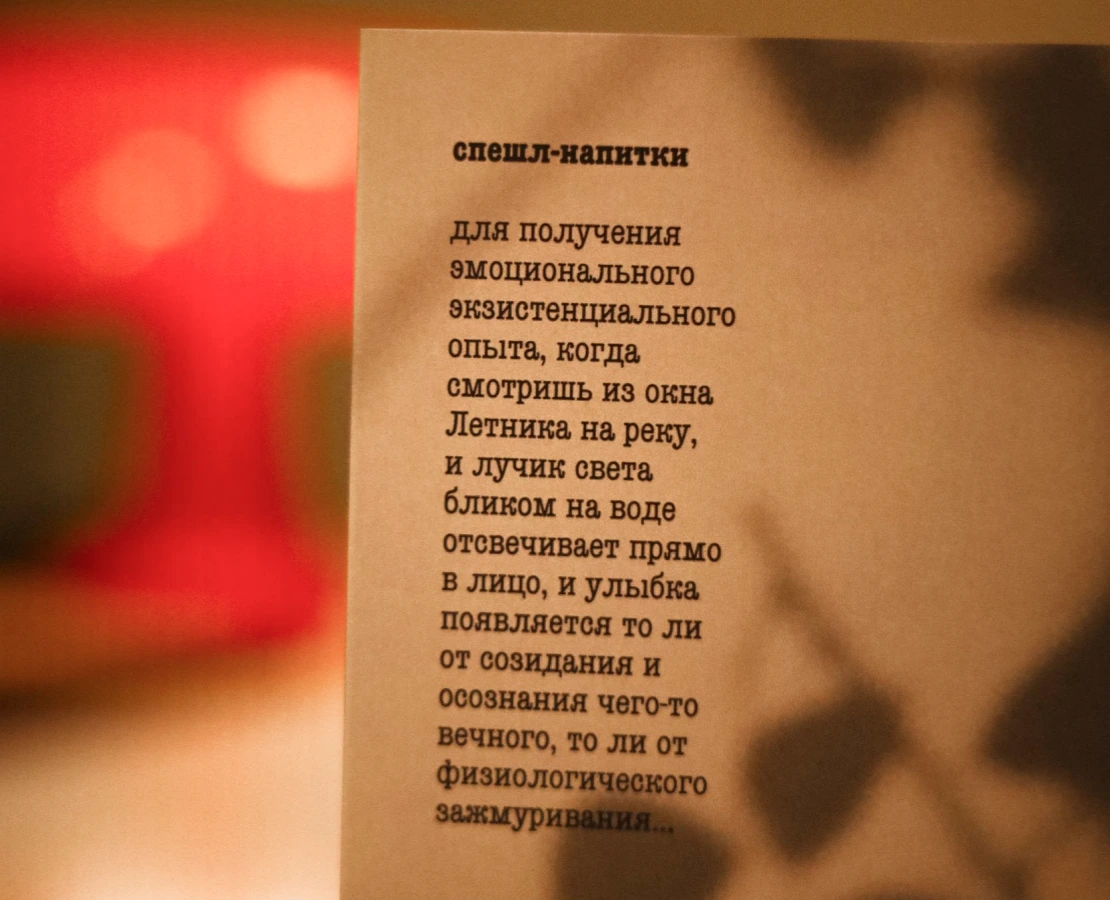 спешл-напитки
для получения
эмоционального
экзистенциального
опыта, когда
смотришь из окна
Летника на реку,
и лучик света
бликом на воде
отсвечивает прямо
в лицо, и улыбка
появляется то ли
от созидания и
осознания чего-то
вечного, то ли от
физиологического
зажмуривания...